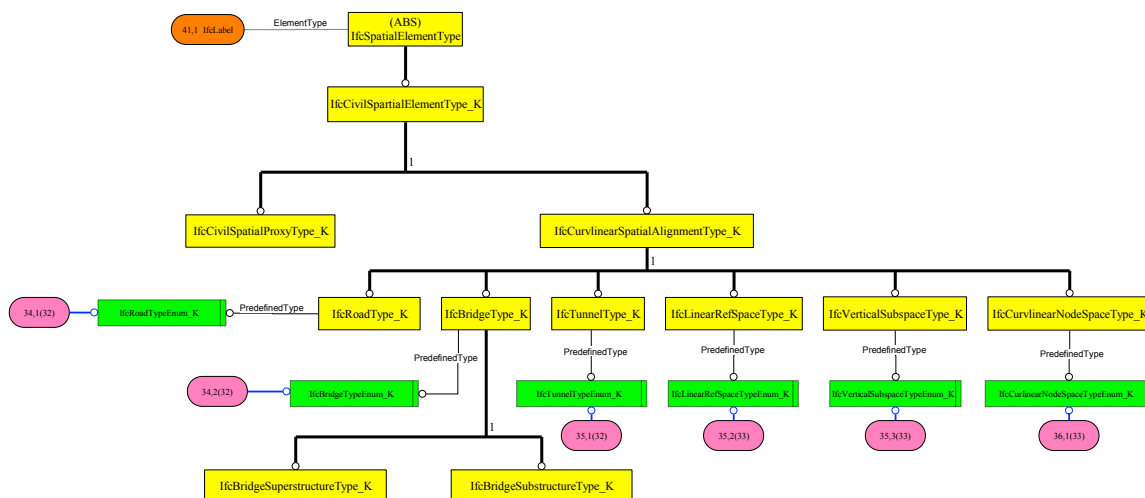 41,1 IfcLabel
ElementType
(ABS)
IfcSpatialElementType
IfcCivilSpartialElementType_K
1
IfcCivilSpatialProxyType_K
IfcCurvlinearSpatialAlignmentType_K
1
34,1(32)
IfcRoadTypeEnum_K
PredefinedType
IfcRoadType_K
IfcBridgeType_K
IfcTunnelType_K
IfcLinearRefSpaceType_K
IfcVerticalSubspaceType_K
IfcCurvlinearNodeSpaceType_K
PredefinedType
PredefinedType
PredefinedType
PredefinedType
PredefinedType
34,2(32)
IfcBridgeTypeEnum_K
IfcTunnelTypeEnum_K
IfcLinearRefSpaceTypeEnum_K
IfcVerticalSubspaceTypeEnum_K
IfcCurlinearNodeSpaceTypeEnum_K
1
35,1(32)
35,2(33)
35,3(33)
36,1(33)
IfcBridgeSuperstructureType_K
IfcBridgeSubstructureType_K